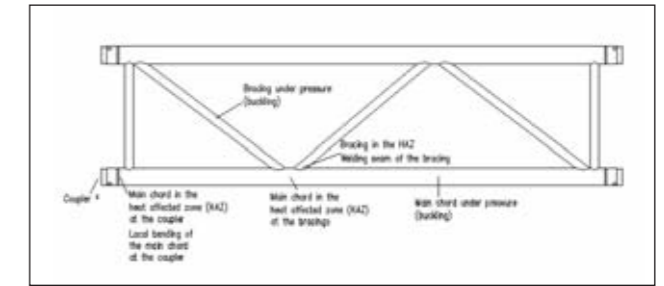 Bracing under pressure
(buckling)
Bracing in the HAZ
Welding seam of the bracing
Coupler
Main chord in the
heat affected zone (HAZ)
at the coupler
Local bending of
the main chord
at the coupler
Main chord in the
heat affected zone (HAZ)
at the bracings
Main chord under pressure
(buckling)